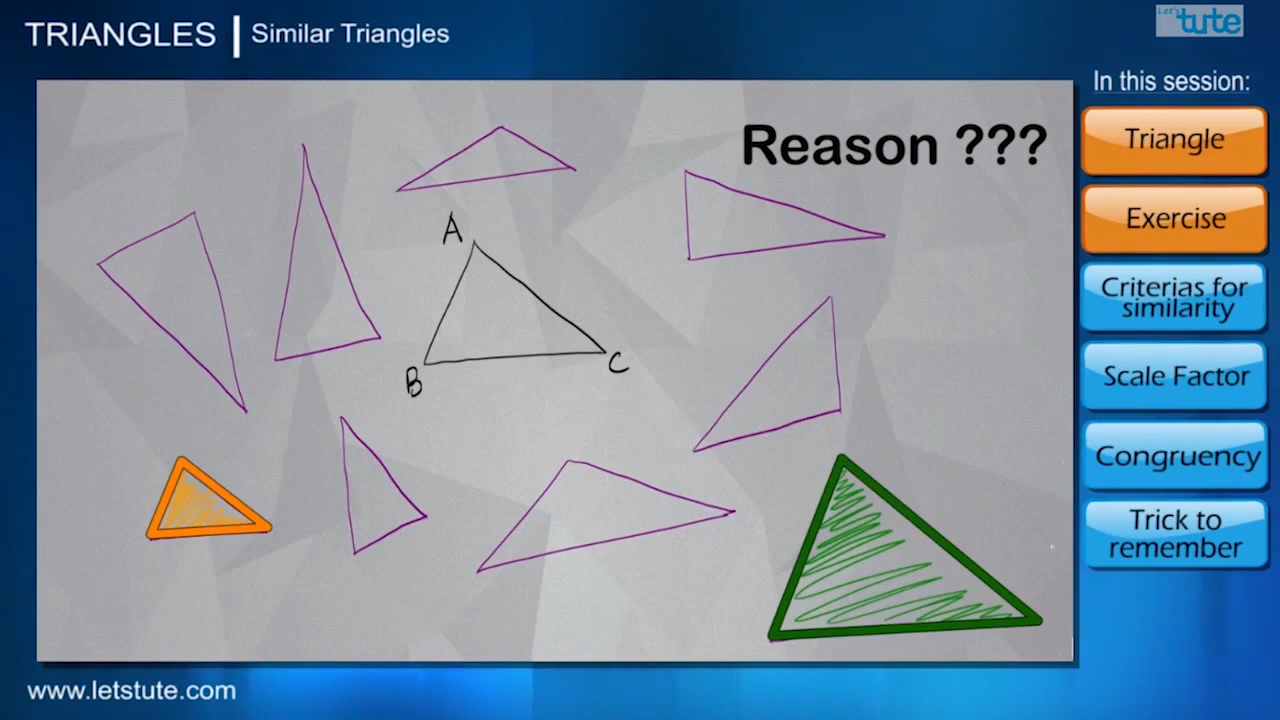 TRIANGLES | Similar Triangles
Let's tute
In this session:
Reason ???
Triangle
Exercise
Criterias for
similarity
Scale Factor
Congruency
Trick to
remember
A
B
C
www.letstute.com